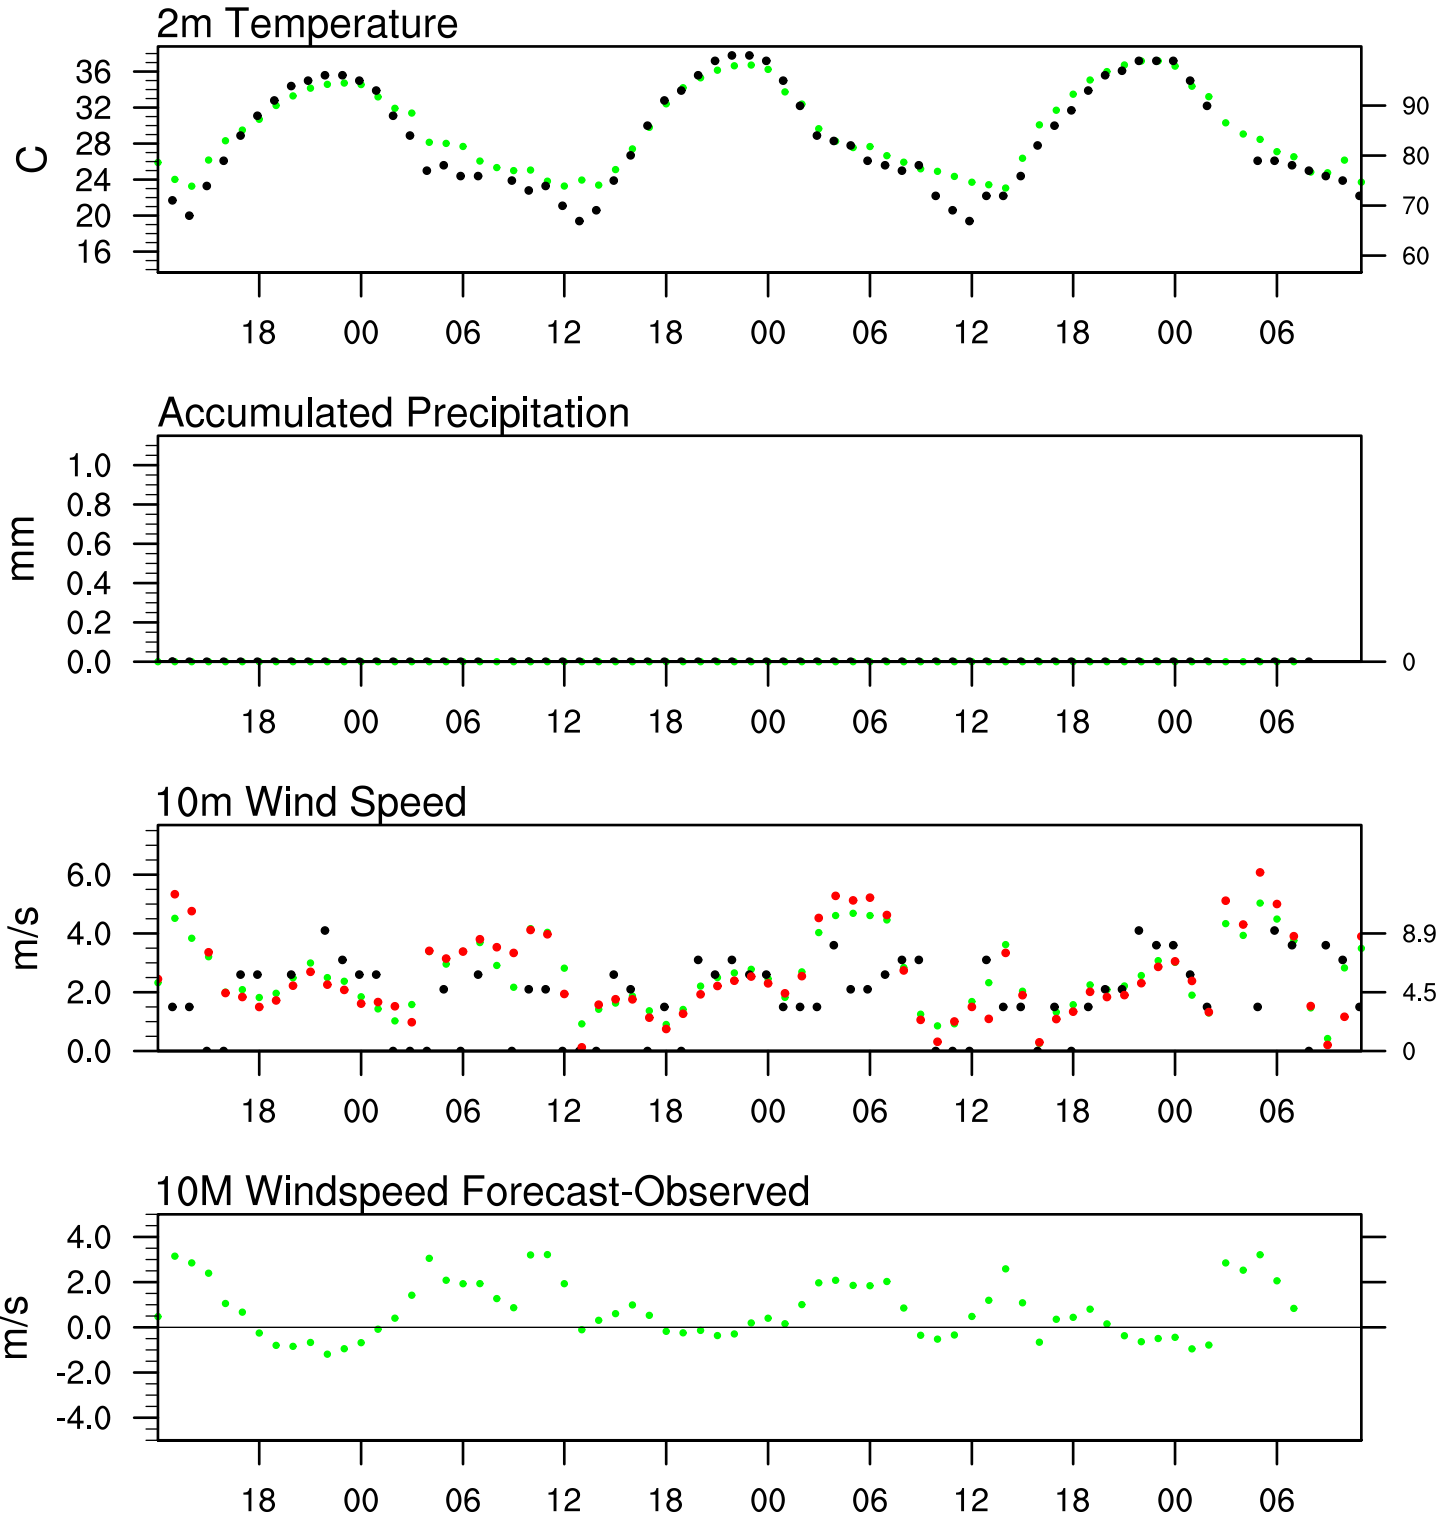 2m Temperature
36
32
28
24
20
16
C
90
80
70
60
18 00 06 12 18 00 06 12 18 00 06
Accumulated Precipitation
1.0
0.8
0.6
0.4
0.2
0.0
mm
0
18 00 06 12 18 00 06 12 18 00 06
10m Wind Speed
6.0
4.0
2.0
0.0
m/s
8.9
4.5
0
18 00 06 12 18 00 06 12 18 00 06
10M Windspeed Forecast-Observed
4.0
2.0
0.0
-2.0
-4.0
m/s
18 00 06 12 18 00 06 12 18 00 06